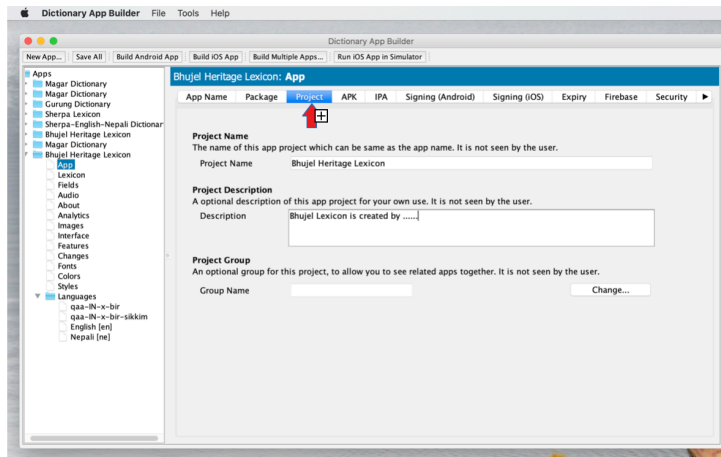 Dictionary App Builder File Tools Help
Dictionary App Builder
New App... Save All Build Android App Build iOS App Build Multiple Apps... Run iOS App in Simulator
Apps
Magar Dictionary
Magar Dictionary
Gurung Dictionary
Sherpa Lexicon
Sherpa-English-Nepali Dictionar
Bhujel Heritage Lexicon
Magar Dictionary
Bhujel Heritage Lexicon
App
Lexicon
Fields
Audio
About
Analytics
Images
Interface
Features
Changes
Fonts
Colors
Styles
Languages
qaa-IN-x-bir
qaa-IN-x-bir-sikkim
English [en]
Nepali [ne]
Bhujel Heritage Lexicon: App
App Name Package Project APK IPA Signing (Android) Signing (iOS) Expiry Firebase Security
Project Name
The name of this app project which can be same as the app name. It is not seen by the user.
Project Name Bhujel Heritage Lexicon
Project Description
A optional description of this app project for your own use. It is not seen by the user.
Description Bhujel Lexicon is created by ......
Project Group
An optional group for this project, to allow you to see related apps together. It is not seen by the user.
Group Name Change...